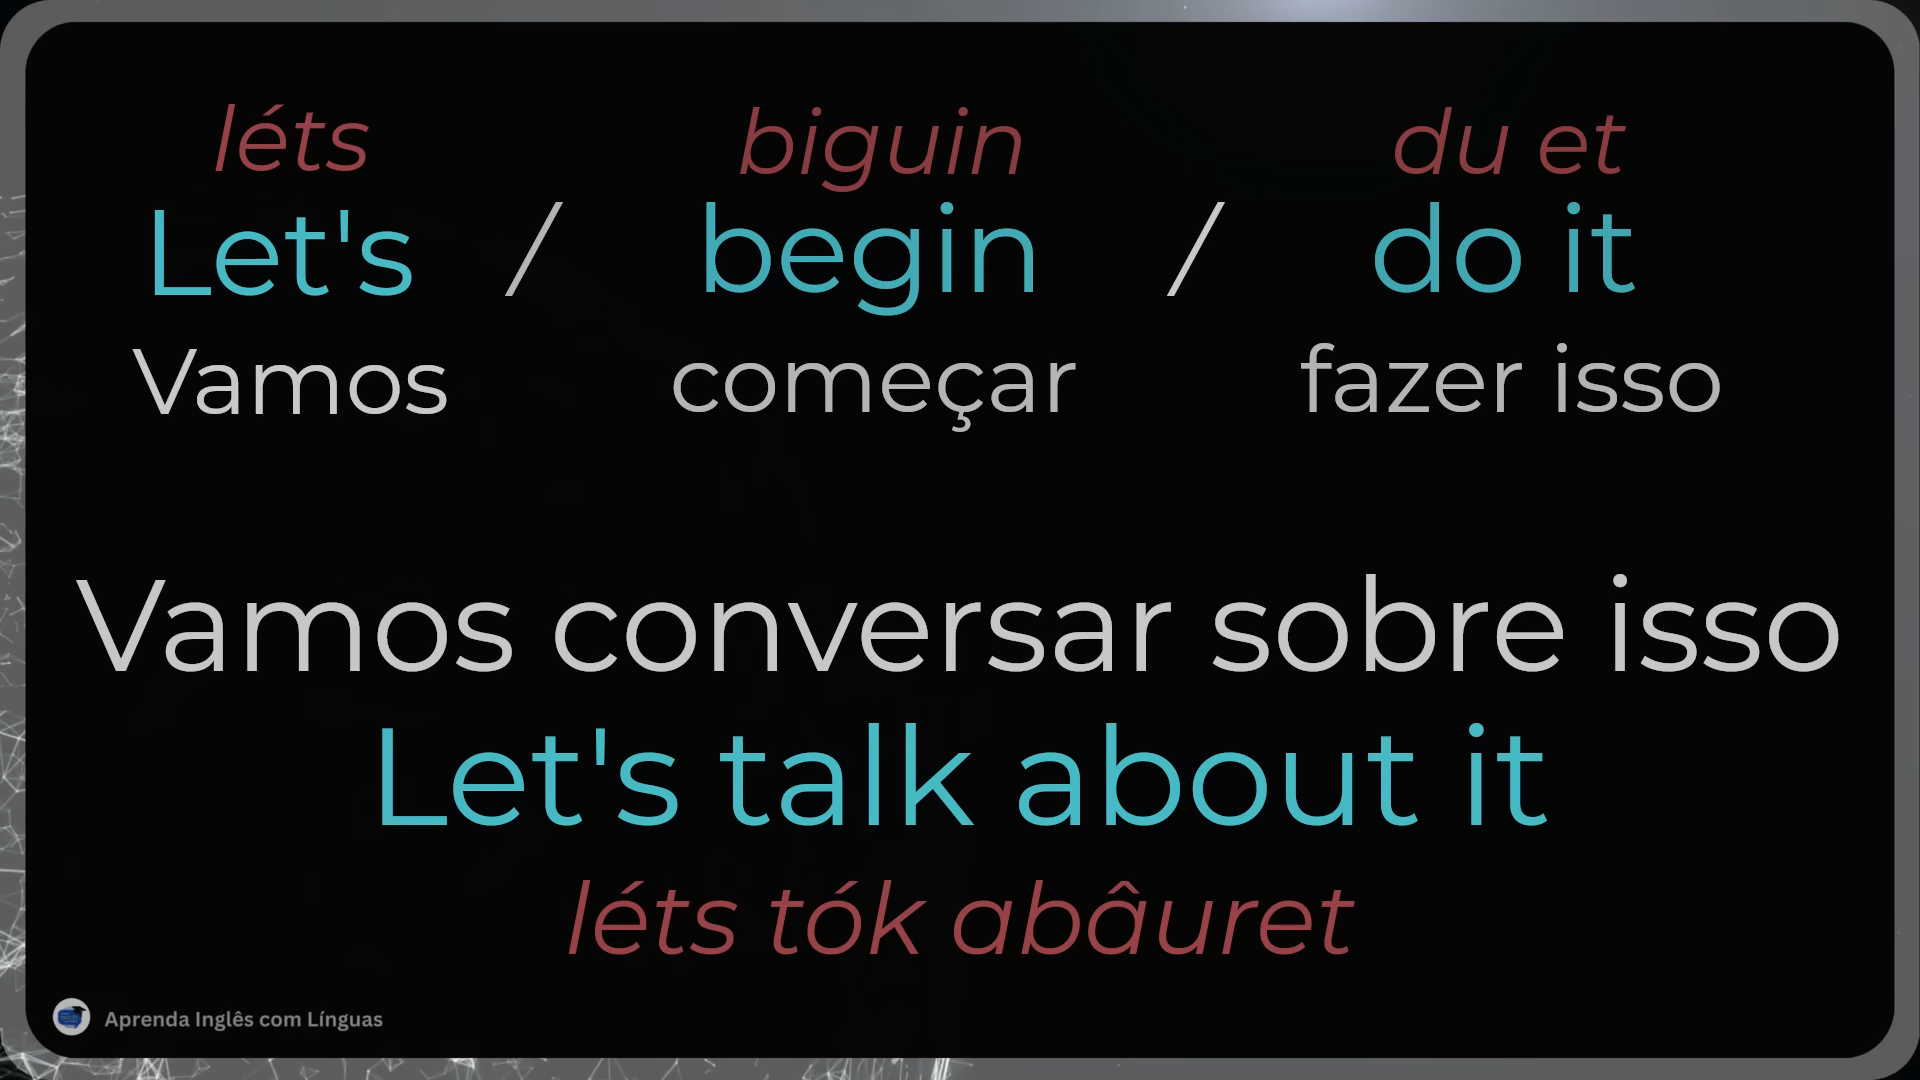 léts biguin du et
Let's / begin / do it
Vamos começar fazer isso
Vamos conversar sobre isso
Let's talk about it
léts tók abâuret
Aprenda Inglês com Línguas